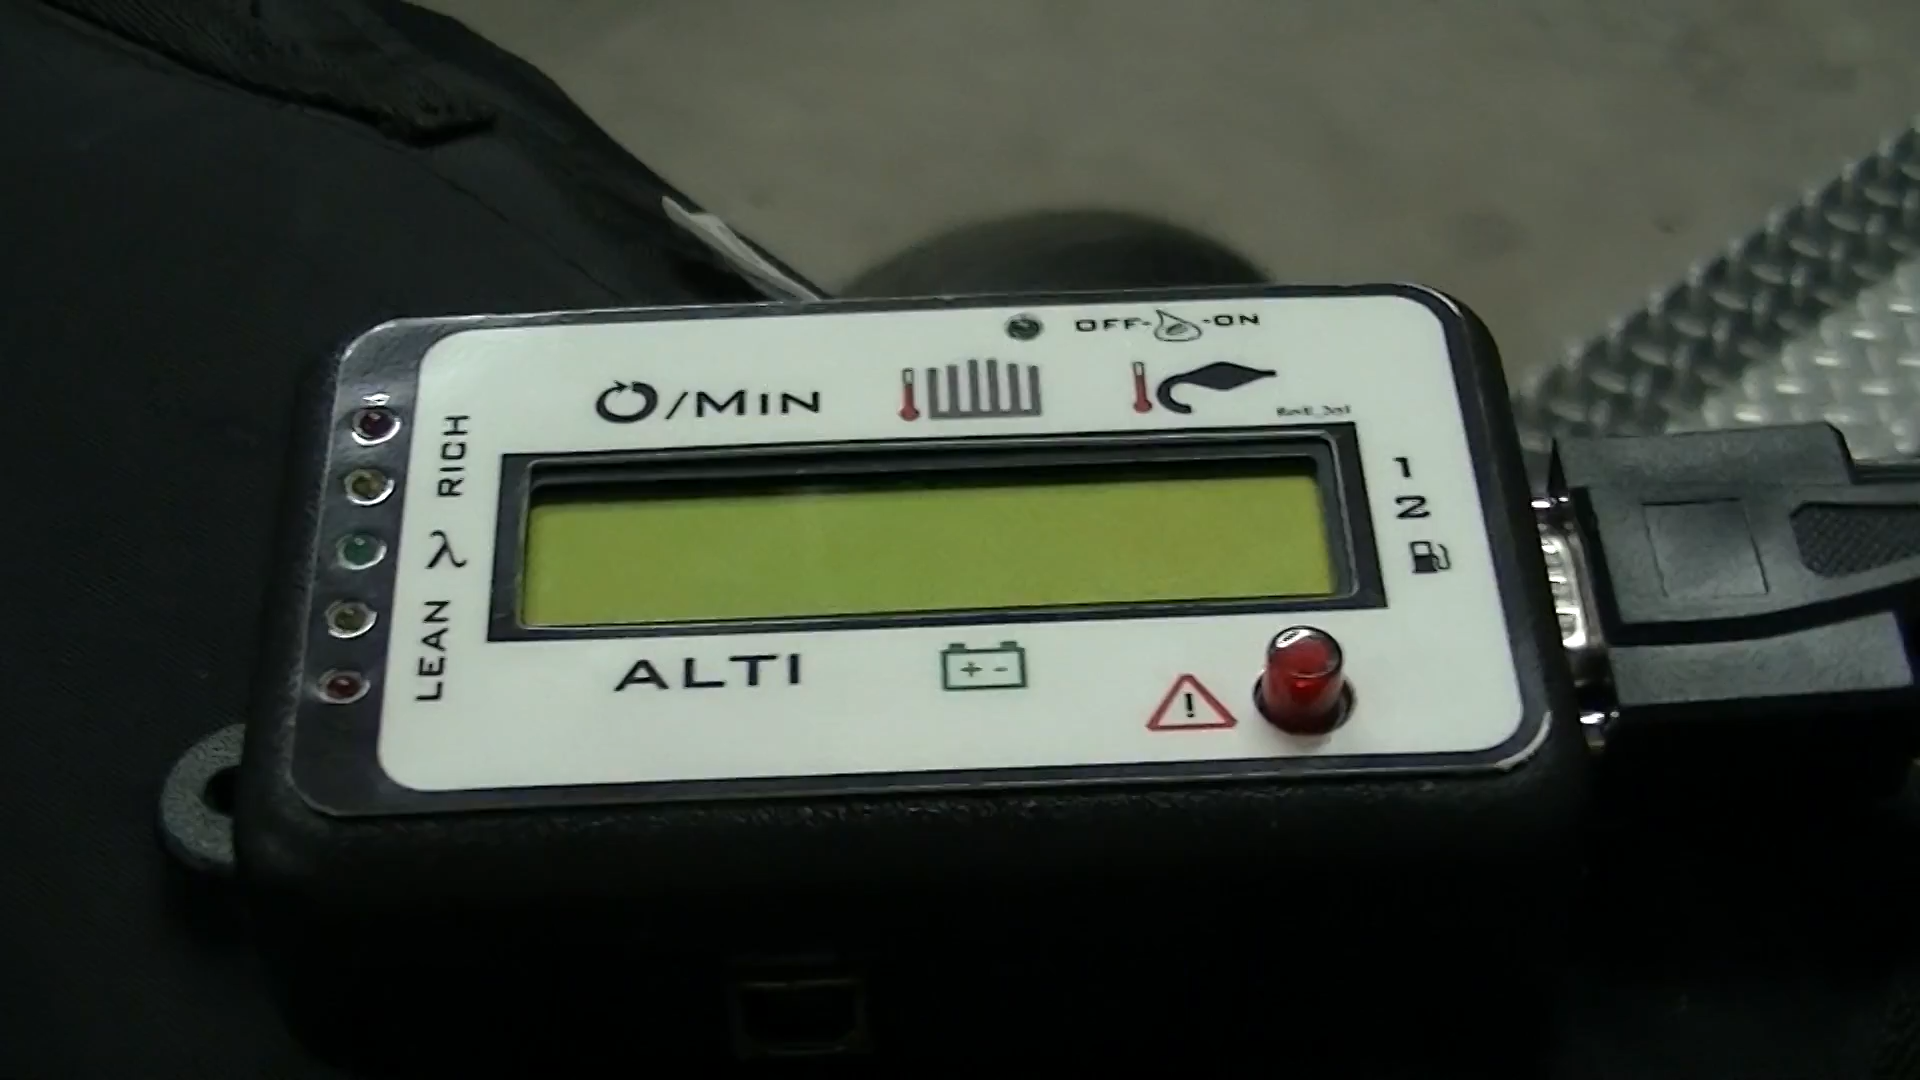 OFF- -ON
/MIN
RICH
λ
LEAN
1
2
ALTI
+ -
!